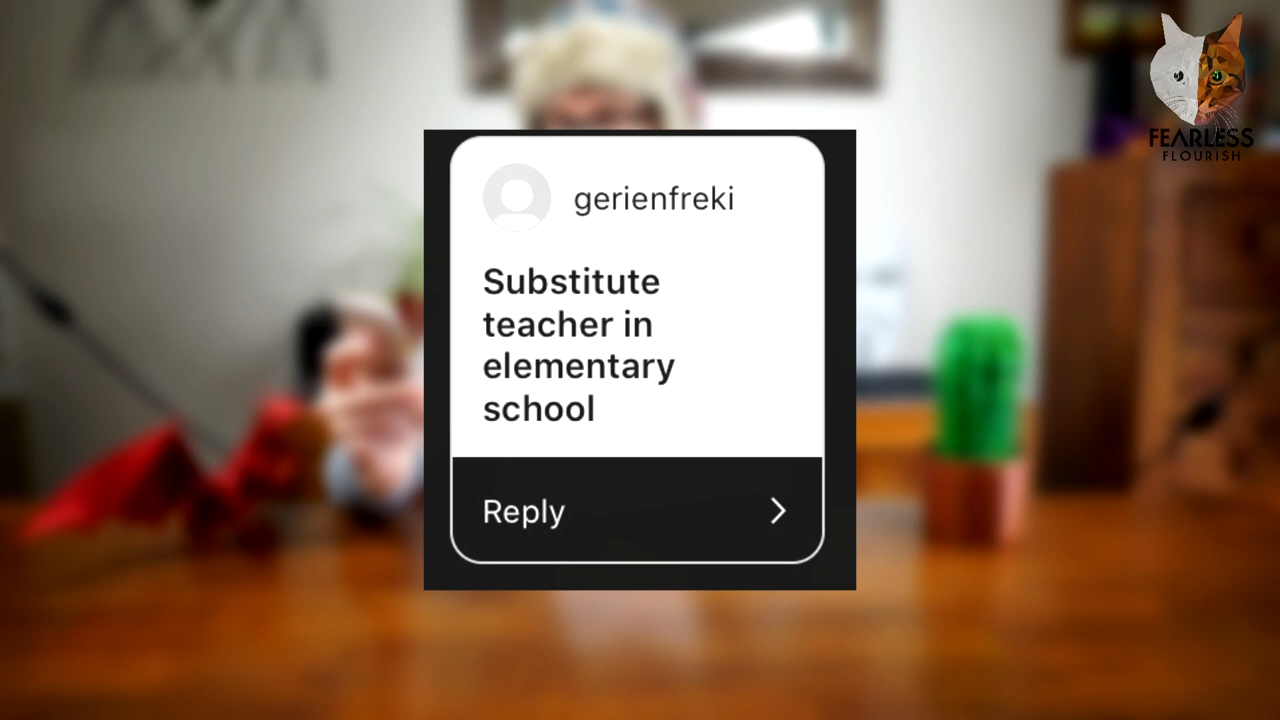 FEARLESS
FLOURISH
gerienfreki
Substitute
teacher in
elementary
school
Reply